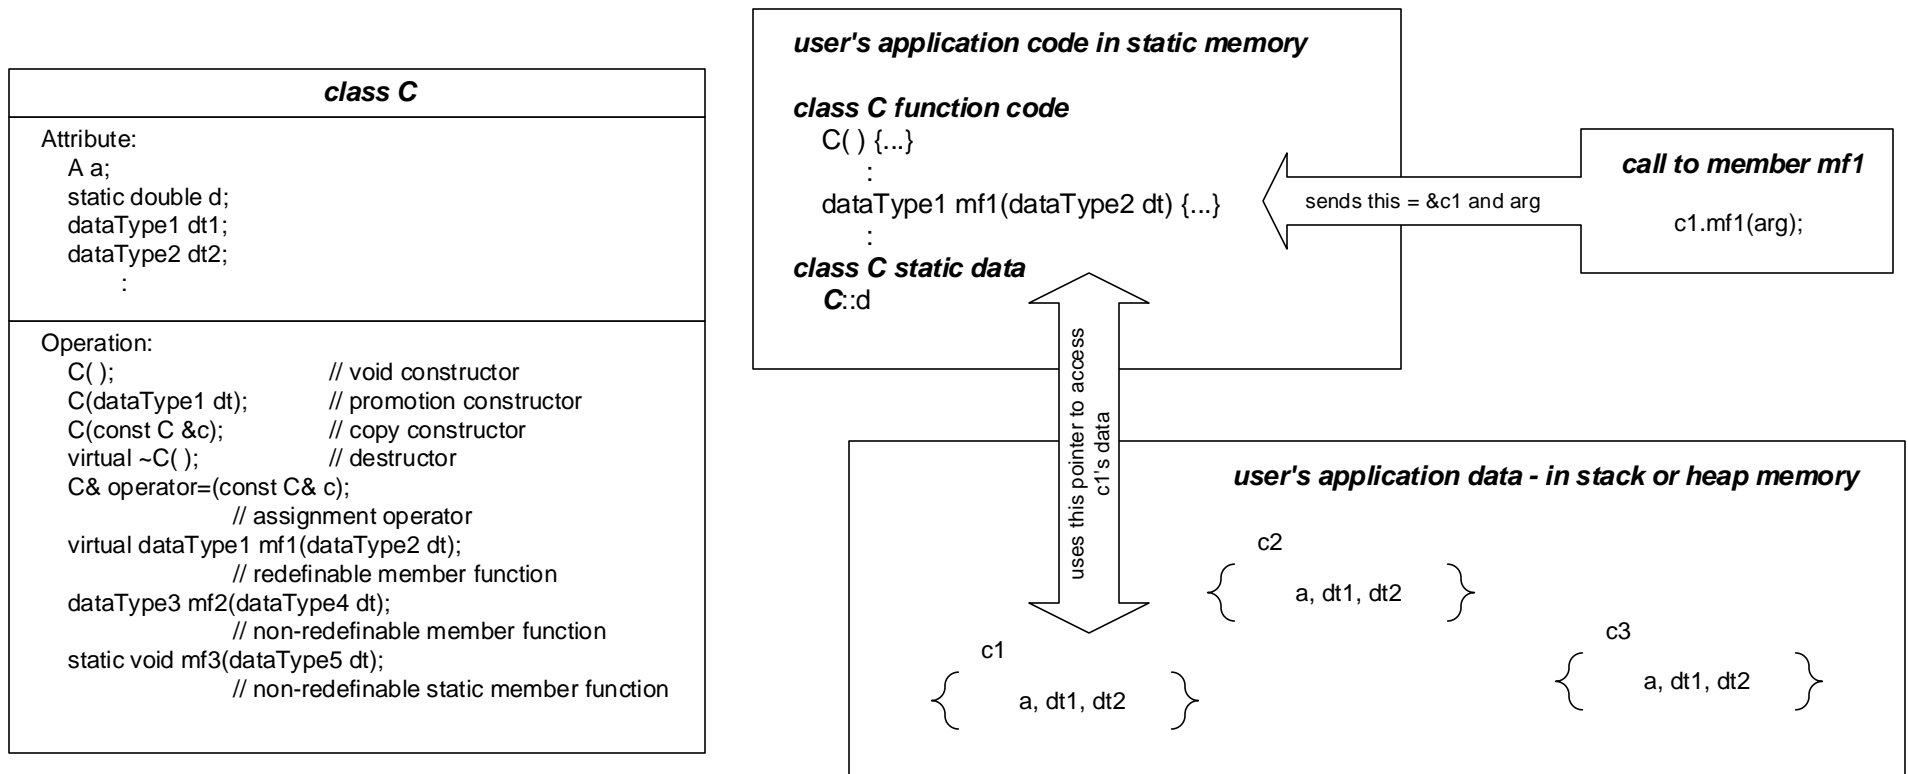 class C
Attribute:
A a;
static double d;
dataType1 dt1;
dataType2 dt2;
:
Operation:
C( ); // void constructor
C(dataType1 dt); // promotion constructor
C(const C &c); // copy constructor
virtual ~C( ); // destructor
C& operator=(const C& c);
// assignment operator
virtual dataType1 mf1(dataType2 dt);
// redefinable member function
dataType3 mf2(dataType4 dt);
// non-redefinable member function
static void mf3(dataType5 dt);
// non-redefinable static member function
user's application code in static memory
class C function code
C( ) {...}
:
dataType1 mf1(dataType2 dt) {...}
:
class C static data
C::d
sends this = &c1 and arg
call to member mf1
c1.mf1(arg);
uses this pointer to access
c1's data
user's application data - in stack or heap memory
c2
a, dt1, dt2
c3
a, dt1, dt2
c1
a, dt1, dt2